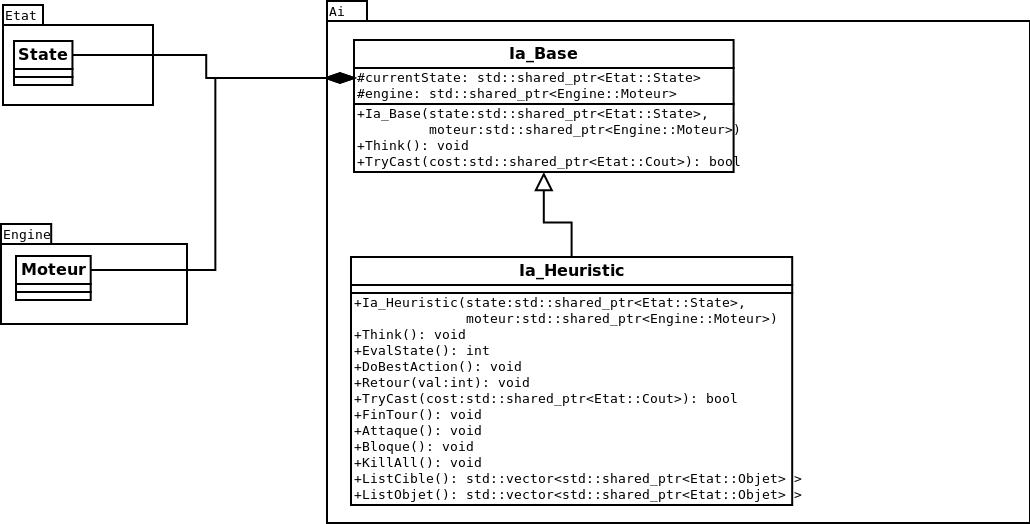 Etat
State
Engine
Moteur
Ai
Ia_Base
#currentState: std::shared_ptr<Etat::State>
#engine: std::shared_ptr<Engine::Moteur>
+Ia_Base(state:std::shared_ptr<Etat::State>,
moteur:std::shared_ptr<Engine::Moteur>)
+Think(): void
+TryCast(cost:std::shared_ptr<Etat::Cout>): bool
Ia_Heuristic
+Ia_Heuristic(state:std::shared_ptr<Etat::State>,
moteur:std::shared_ptr<Engine::Moteur>)
+Think(): void
+EvalState(): int
+DoBestAction(): void
+Retour(val:int): void
+TryCast(cost:std::shared_ptr<Etat::Cout>): bool
+FinTour(): void
+Attaque(): void
+Bloque(): void
+KillAll(): void
+ListCible(): std::vector<std::shared_ptr<Etat::Objet> >
+ListObjet(): std::vector<std::shared_ptr<Etat::Objet> >